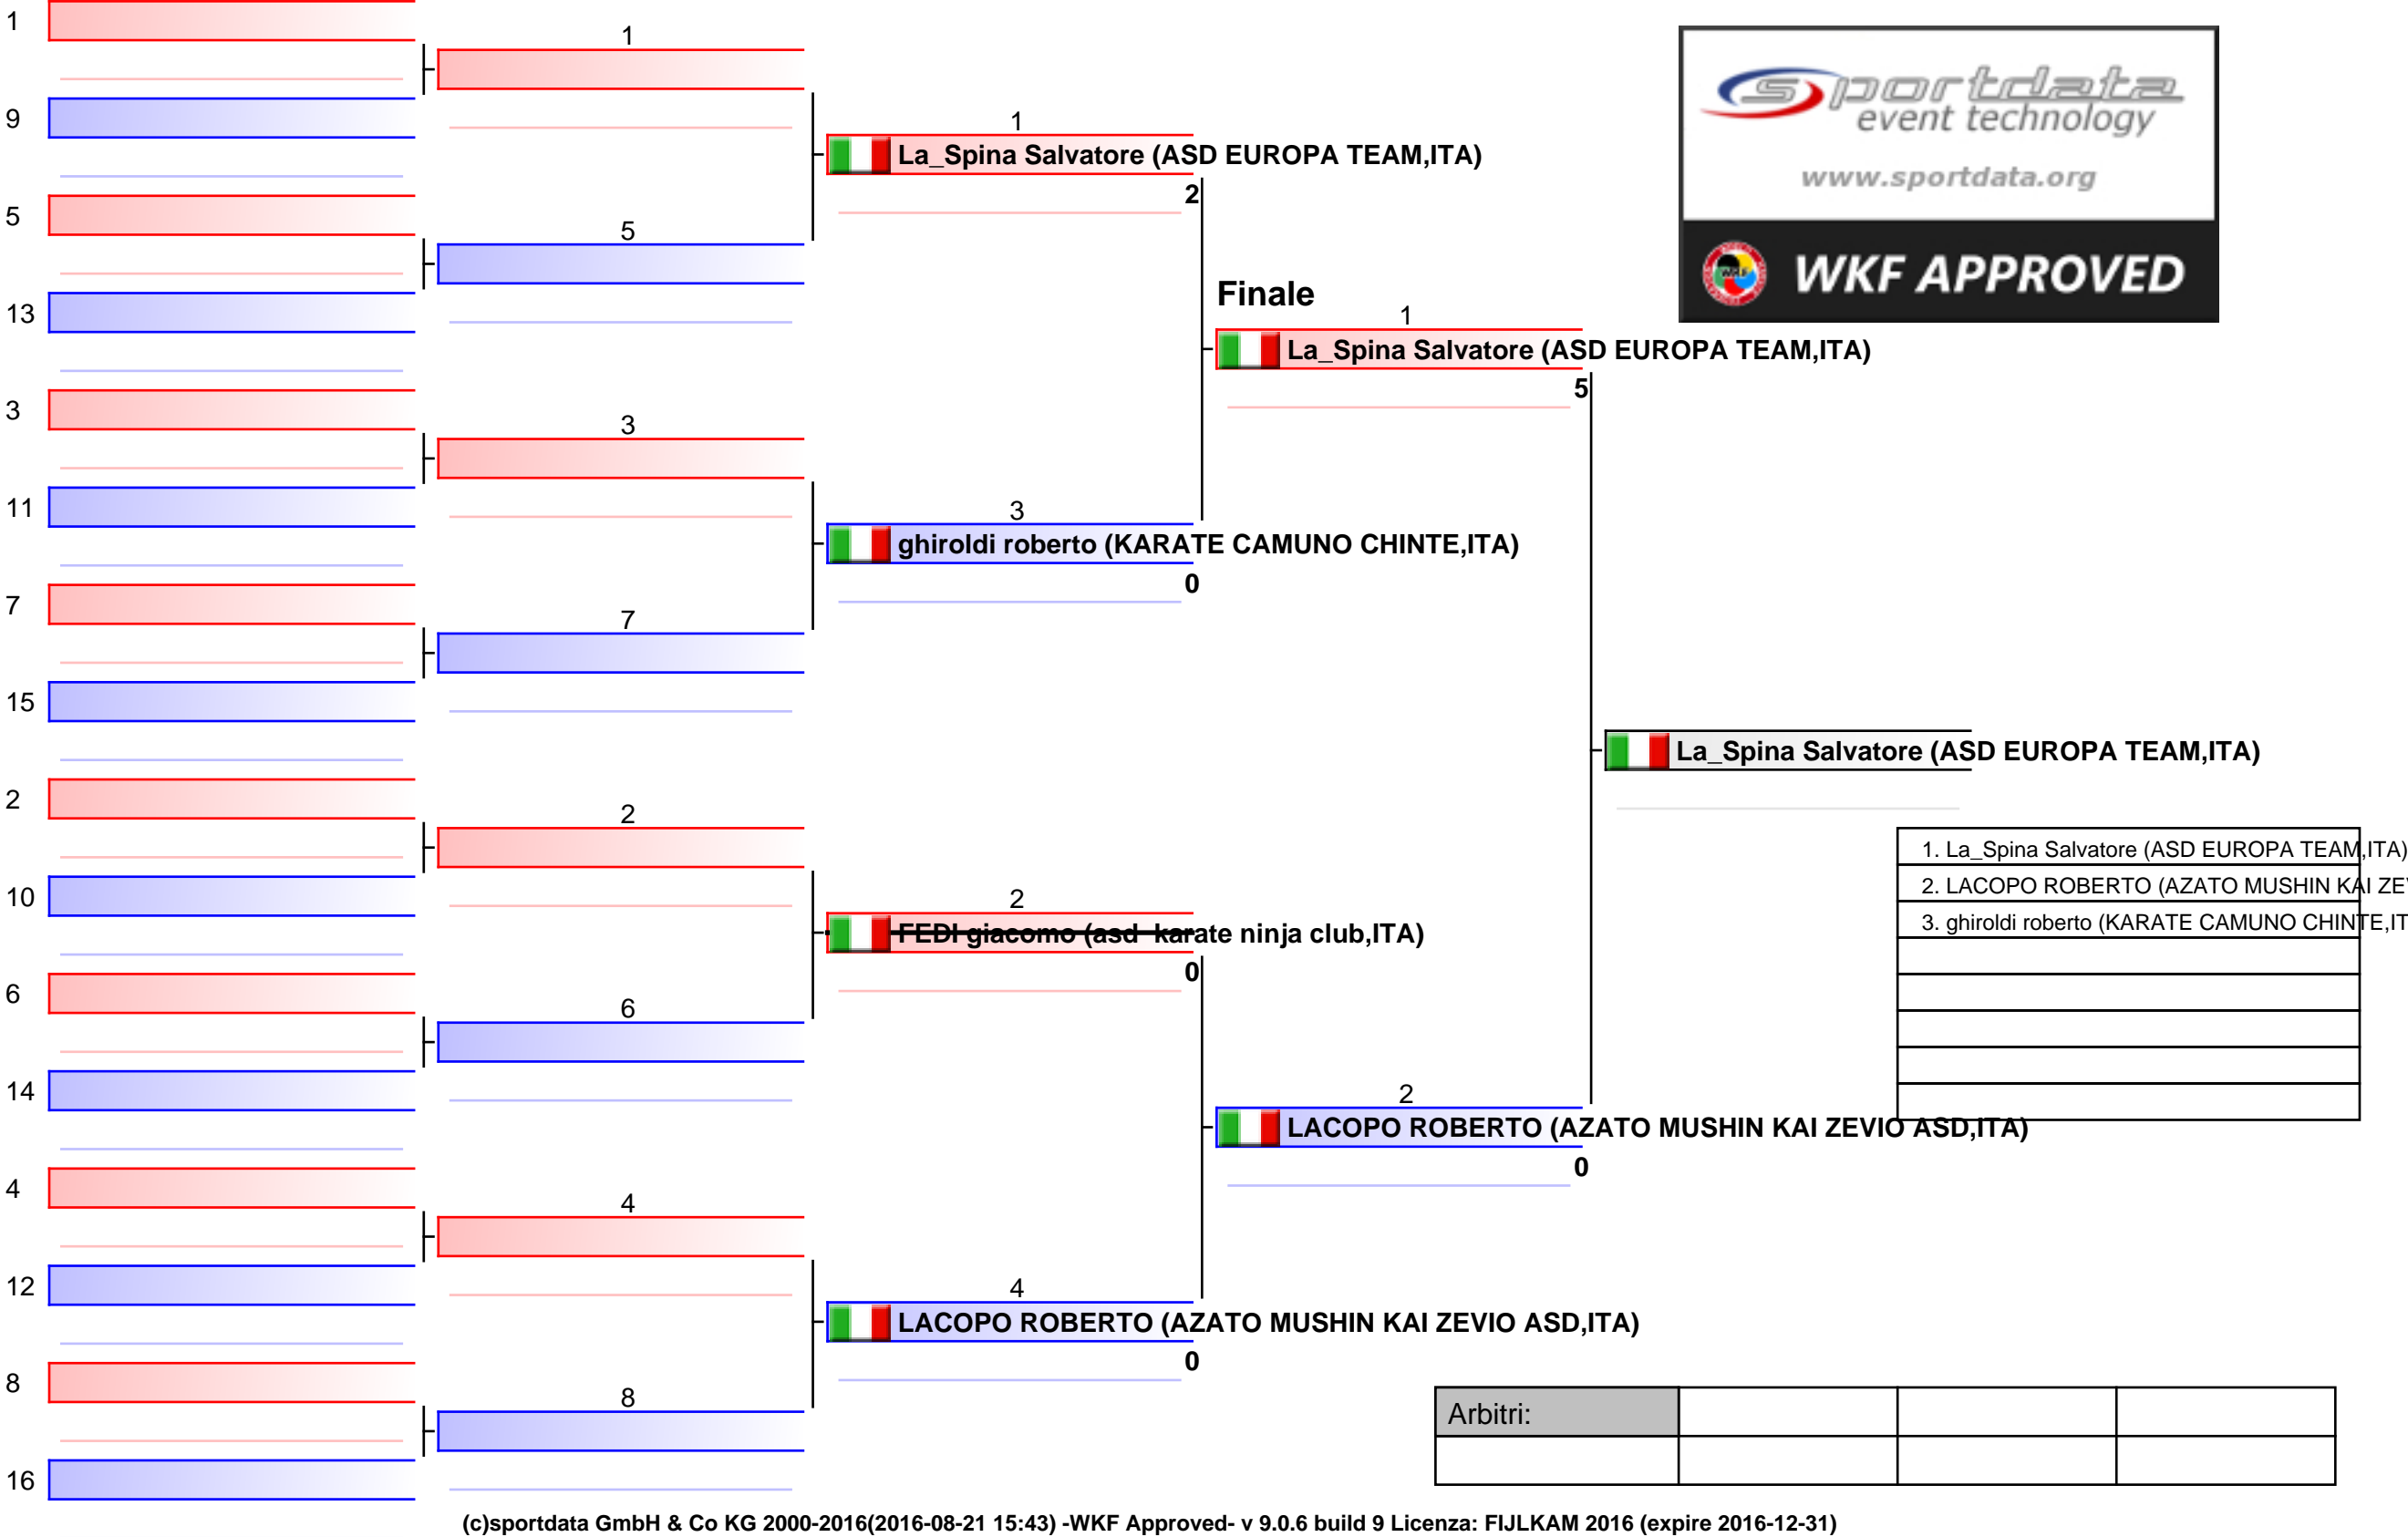 1
9
5
13
3
11
7
15
2
10
6
14
4
12
8
16
1
5
3
7
2
6
4
8
1
La_Spina Salvatore (ASD EUROPA TEAM,ITA)
2
3
ghiroldi roberto (KARATE CAMUNO CHINTE,ITA)
0
2
FEDI giacomo (asd karate ninja club,ITA)
0
4
LACOPO ROBERTO (AZATO MUSHIN KAI ZEVIO ASD,ITA)
0
Finale
1
La_Spina Salvatore (ASD EUROPA TEAM,ITA)
5
2
LACOPO ROBERTO (AZATO MUSHIN KAI ZEVIO ASD,ITA)
0
La_Spina Salvatore (ASD EUROPA TEAM,ITA)
sportdata
event technology
www.sportdata.org
WKF
WKF APPROVED
1. La_Spina Salvatore (ASD EUROPA TEAM,ITA)
2. LACOPO ROBERTO (AZATO MUSHIN KAI ZE
3. ghiroldi roberto (KARATE CAMUNO CHINTE,IT
Arbitri:
(c)sportdata GmbH & Co KG 2000-2016(2016-08-21 15:43) -WKF Approved- v 9.0.6 build 9 Licenza: FIJLKAM 2016 (expire 2016-12-31)